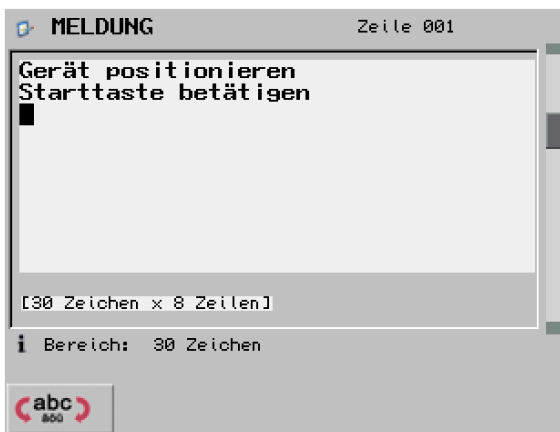 MELDUNG Zeile 001
Gerät positionieren
Starttaste betätigen
[30 Zeichen x 8 Zeilen]
i Bereich: 30 Zeichen
abc